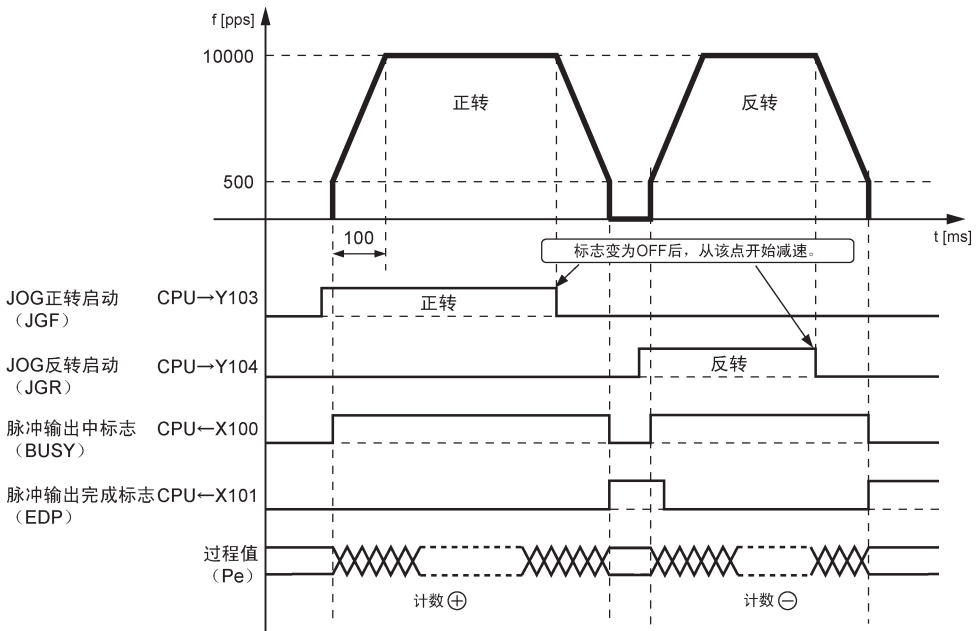 f [pps]
10000
正转
反转
500
t [ms]
100
标志变为OFF后，从该点开始减速。
JOG正转启动 CPU→Y103
（JGF）
正转
JOG反转启动 CPU→Y104
（JGR）
反转
脉冲输出中标志 CPU←X100
（BUSY）
脉冲输出完成标志CPU←X101
（EDP）
过程值
（Pe）
计数⊕
计数⊖